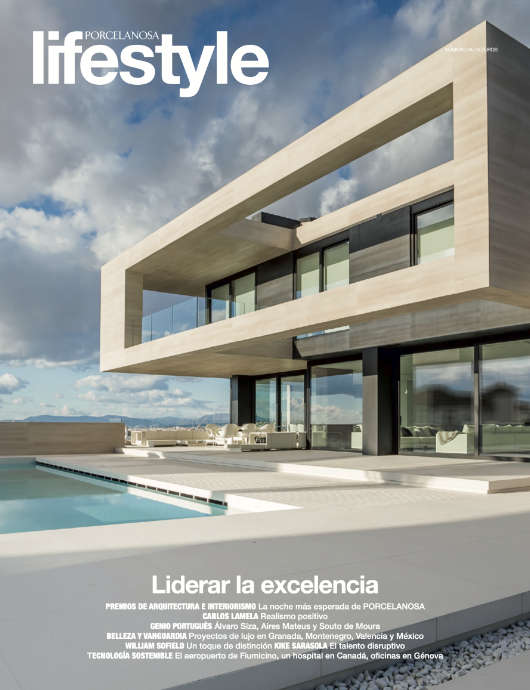 PORCELANOSA
lifestyle
Liderar la excelencia
PREMIOS DE ARQUITECTURA E INTERIORISMO La noche más esperada de PORCELANOSA
CARLOS LAMELA Realismo positivo
GENIO PORTUGUÉS Álvaro Siza, Aires Mateus y Souto de Moura
BELLEZA Y VANGUARDIA Proyectos de lujo en Granada, Montenegro, Valencia y México
WILLIAM SOFIELD Un toque de distinción KIKE SARASOLA El talento disruptivo
TECNOLOGÍA SOSTENIBLE El aeropuerto de Fiumicino, un hospital en Canadá, oficinas en Génova